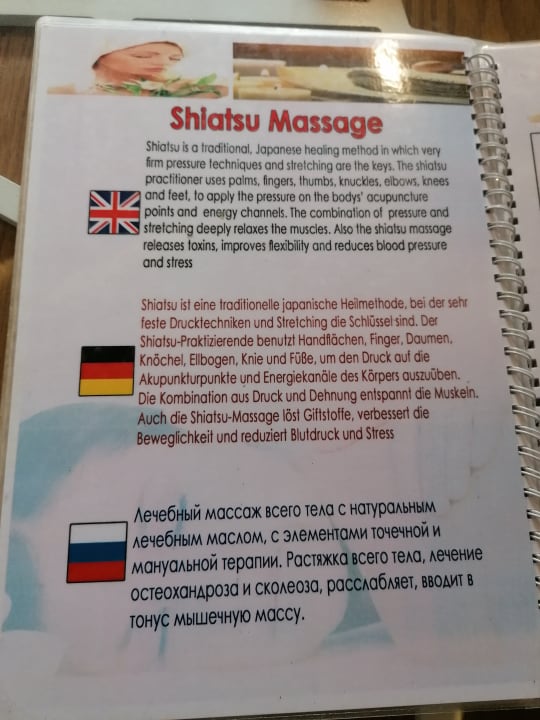 Shiatsu Massage
Shiatsu is a traditional, Japanese healing method in which very
firm pressure techniques and stretching are the keys. The shiatsu
practitioner uses palms, fingers, thumbs, knuckles, elbows, knees
and feet, to apply the pressure on the bodys' acupuncture
points and energy channels. The combination of pressure and
stretching deeply relaxes the muscles. Also the shiatsu massage
releases toxins, improves flexibility and reduces blood pressure
and stress
Shiatsu ist eine traditionelle japanische Heilmethode, bei der sehr
feste Drucktechniken und Stretching die Schlüssel sind. Der
Shiatsu-Praktizierende benutzt Handflächen, Finger, Daumen,
Knöchel, Ellbogen, Knie und Füße, um den Druck auf die
Akupunkturpunkte und Energiekanäle des Körpers auszuüben.
Die Kombination aus Druck und Dehnung entspannt die Muskeln.
Auch die Shiatsu-Massage löst Giftstoffe, verbessert die
Beweglichkeit und reduziert Blutdruck und Stress
Лечебный массаж всего тела с натуральным
лечебным маслом, с элементами точечной и
мануальной терапии. Растяжка всего тела, лечение
остеохандроза и сколеоза, расслабляет, вводит в
тонус мышечную массу.